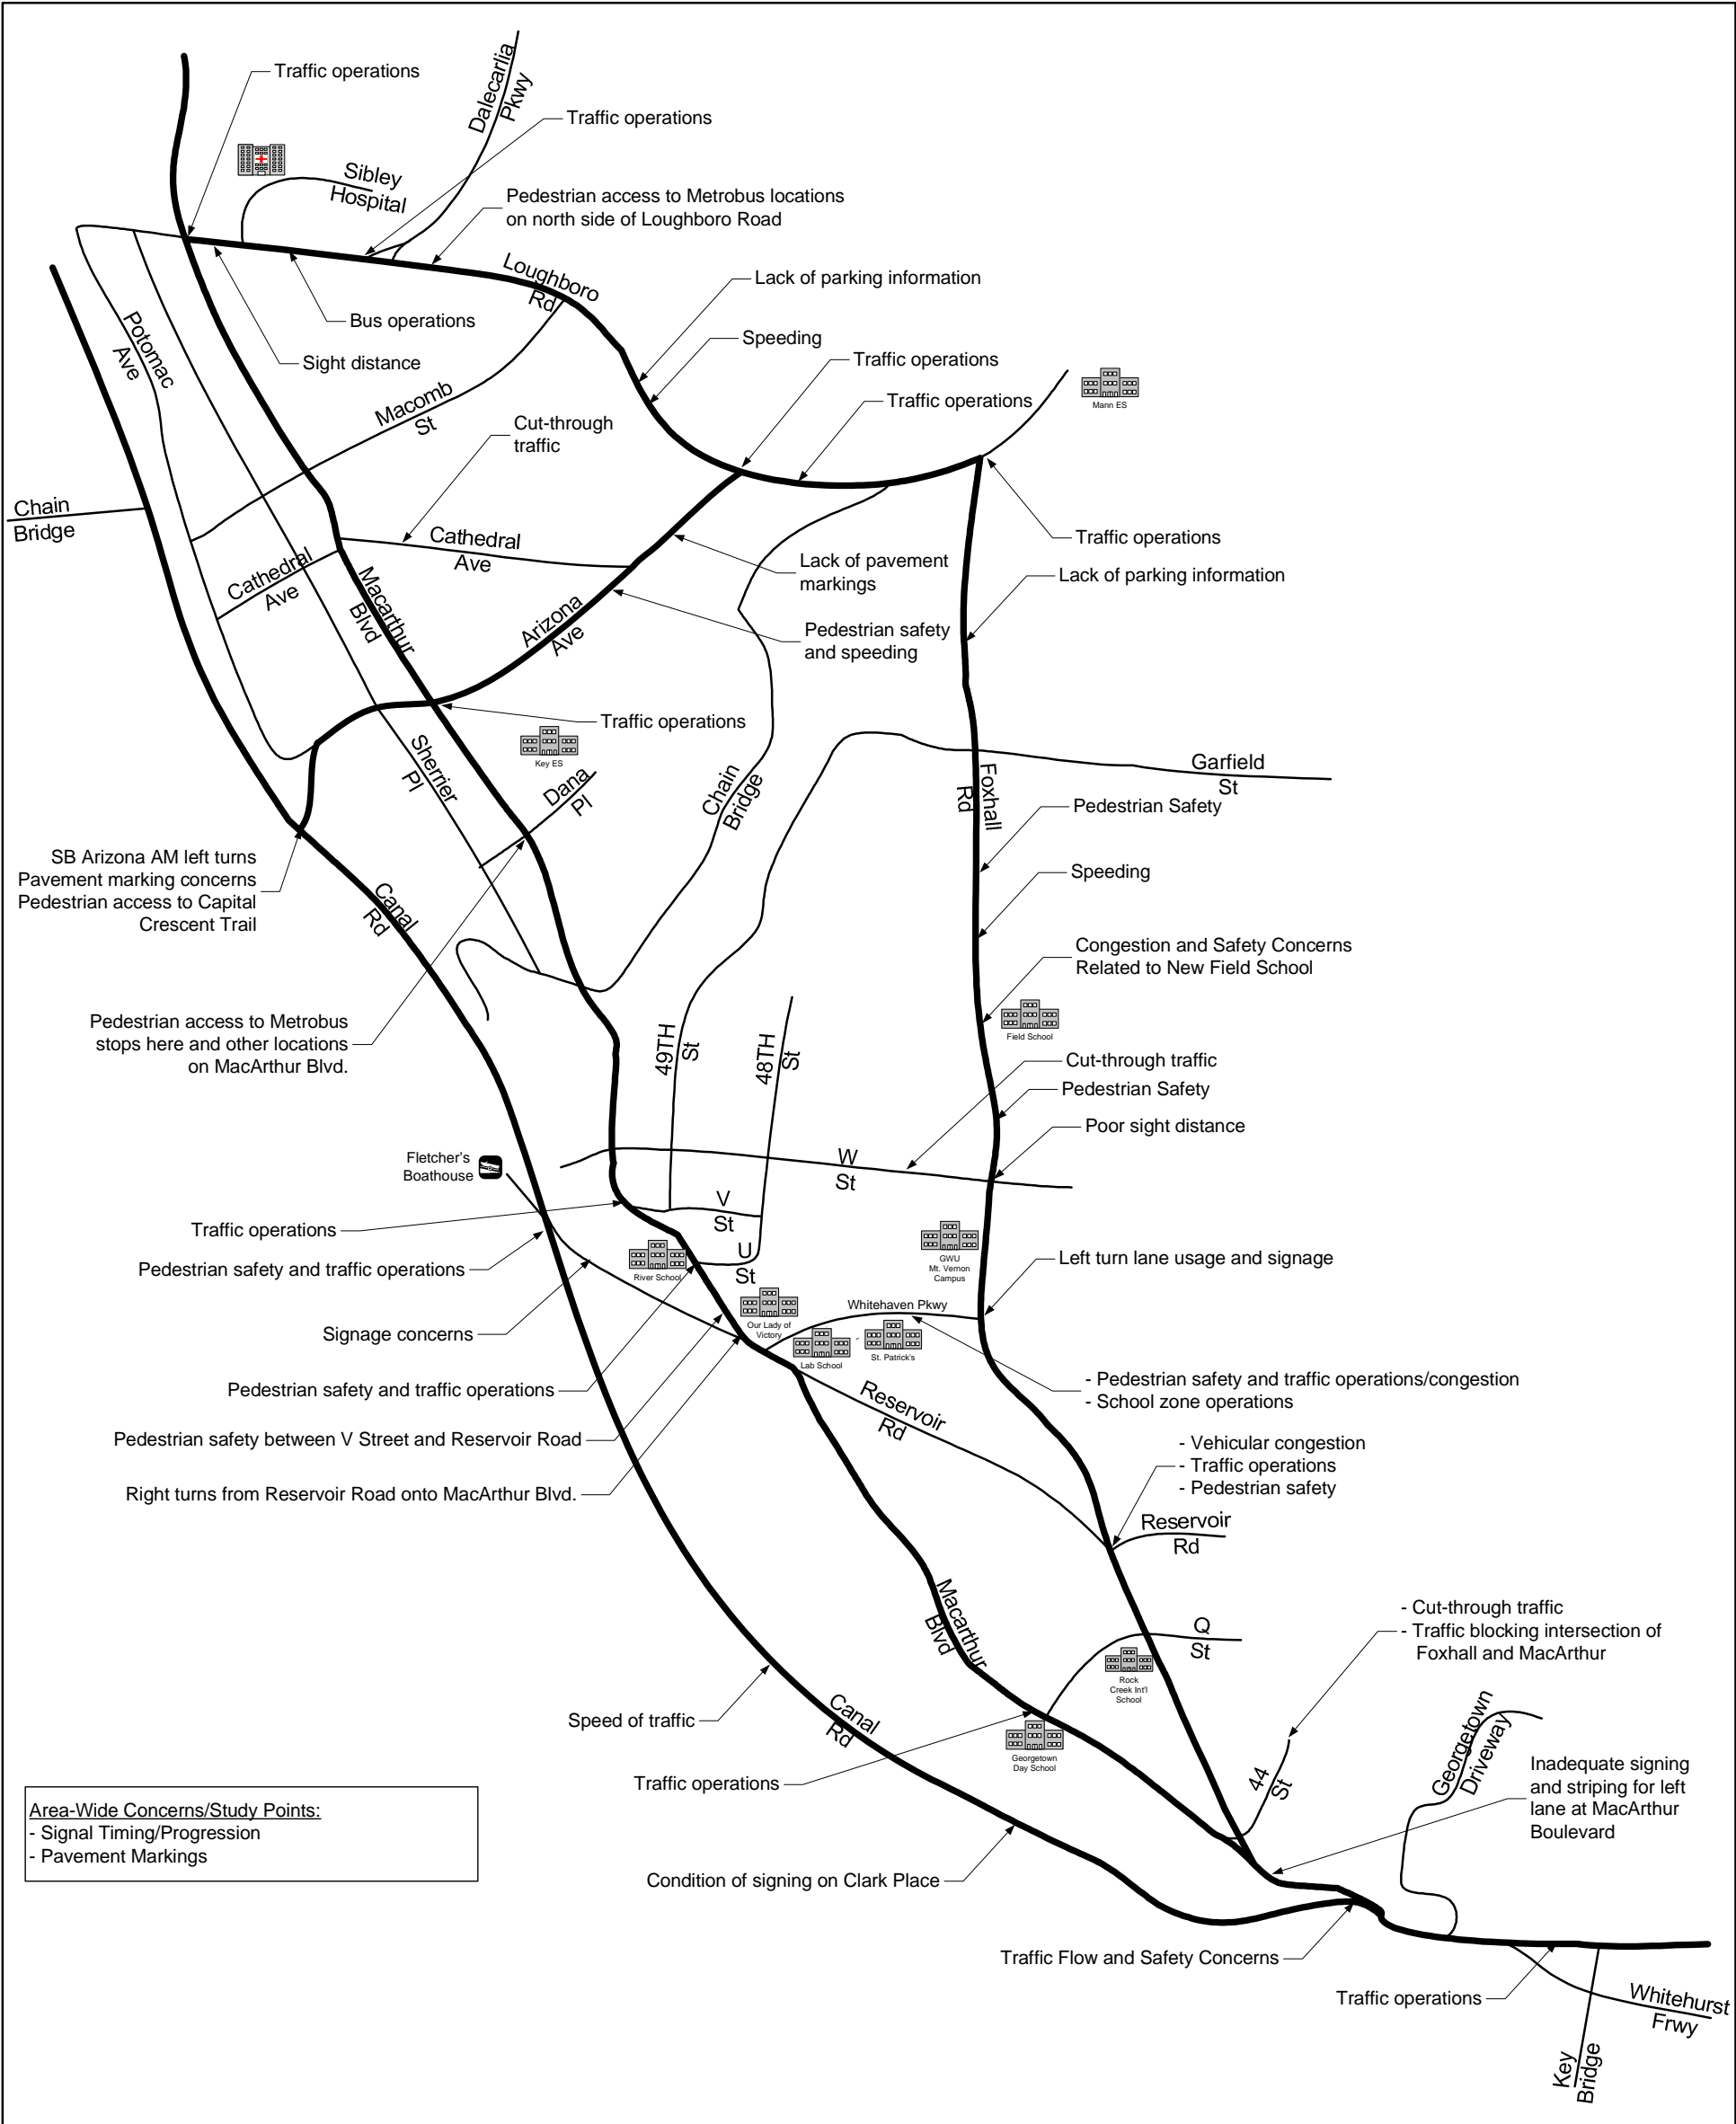 Traffic operations
Dalecarlia
Pkwy
Traffic operations
Sibley
Hospital
Pedestrian access to Metrobus locations
on north side of Loughboro Road
Loughboro
Rd
Lack of parking information
Bus operations
Potomac
Ave
Speeding
Sight distance
Traffic operations
Macomb
St
Traffic operations
Mann ES
Cut-through
traffic
Chain
Bridge
Cathedral
Ave
Traffic operations
Cathedral
Ave
Lack of pavement
markings
Lack of parking information
Macarthur
Blvd
Arizona
Ave
Pedestrian safety
and speeding
Traffic operations
Key ES
Sherrier
Pl
Dana
Pl
Chain
Bridge
Garfield
St
Foxhall
Rd
Pedestrian Safety
SB Arizona AM left turns
Pavement marking concerns
Pedestrian access to Capital
Crescent Trail
Speeding
Canal
Rd
Congestion and Safety Concerns
Related to New Field School
Field School
Pedestrian access to Metrobus
stops here and other locations
on MacArthur Blvd.
49TH
St
48TH
St
Cut-through traffic
Pedestrian Safety
Poor sight distance
Fletcher's
Boathouse
W
St
V
St
Traffic operations
U
St
Pedestrian safety and traffic operations
River School
GWU
Mt. Vernon
Campus
Left turn lane usage and signage
Whitehaven Pkwy
Signage concerns
Our Lady of
Victory
Lab School
-
St. Patrick's
Pedestrian safety and traffic operations
- Pedestrian safety and traffic operations/congestion
- School zone operations
Reservoir
Rd
Pedestrian safety between V Street and Reservoir Road
- Vehicular congestion
- Traffic operations
- Pedestrian safety
Right turns from Reservoir Road onto MacArthur Blvd.
Reservoir
Rd
Macarthur
Blvd
- Cut-through traffic
- Traffic blocking intersection of
Foxhall and MacArthur
Q
St
Rock
Creek Int'l
School
Speed of traffic
Canal
Rd
Georgetown
Day School
Georgetown
Driveway
Traffic operations
44
St
Inadequate signing
and striping for left
lane at MacArthur
Boulevard
Area-Wide Concerns/Study Points:
- Signal Timing/Progression
- Pavement Markings
Condition of signing on Clark Place
Traffic Flow and Safety Concerns
Traffic operations
Whitehurst
Frwy
Key
Bridge